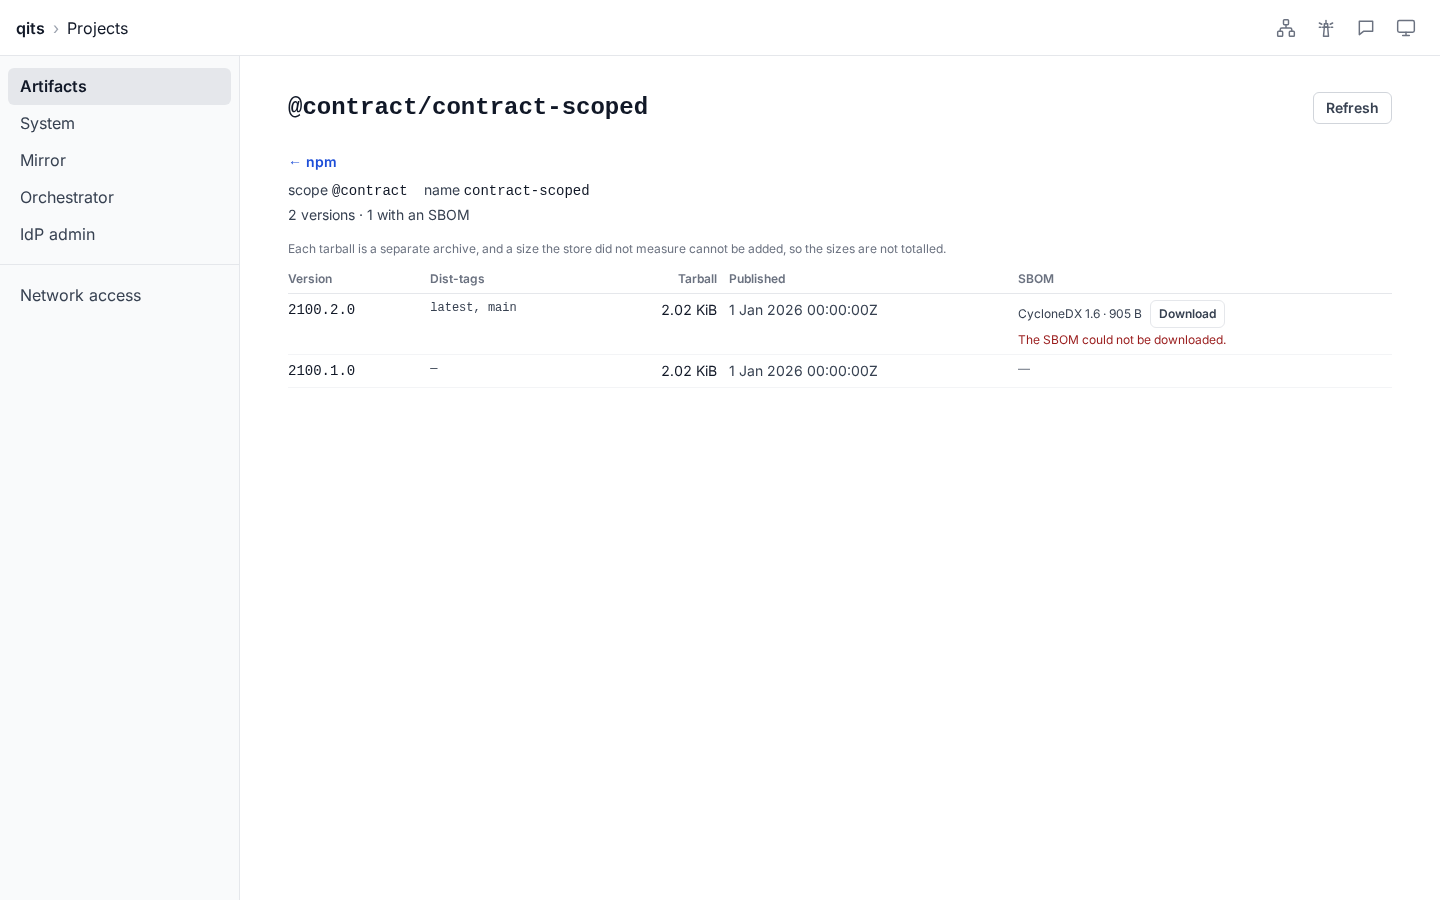 qits › Projects
Artifacts
System
Mirror
Orchestrator
IdP admin
Network access
@contract/contract-scoped
Refresh
← npm
scope @contract name contract-scoped
2 versions · 1 with an SBOM
Each tarball is a separate archive, and a size the store did not measure cannot be added, so the sizes are not totalled.
Version Dist-tags Tarball Published SBOM
2100.2.0 latest, main 2.02 KiB 1 Jan 2026 00:00:00Z CycloneDX 1.6 · 905 B Download
The SBOM could not be downloaded.
2100.1.0 — 2.02 KiB 1 Jan 2026 00:00:00Z —